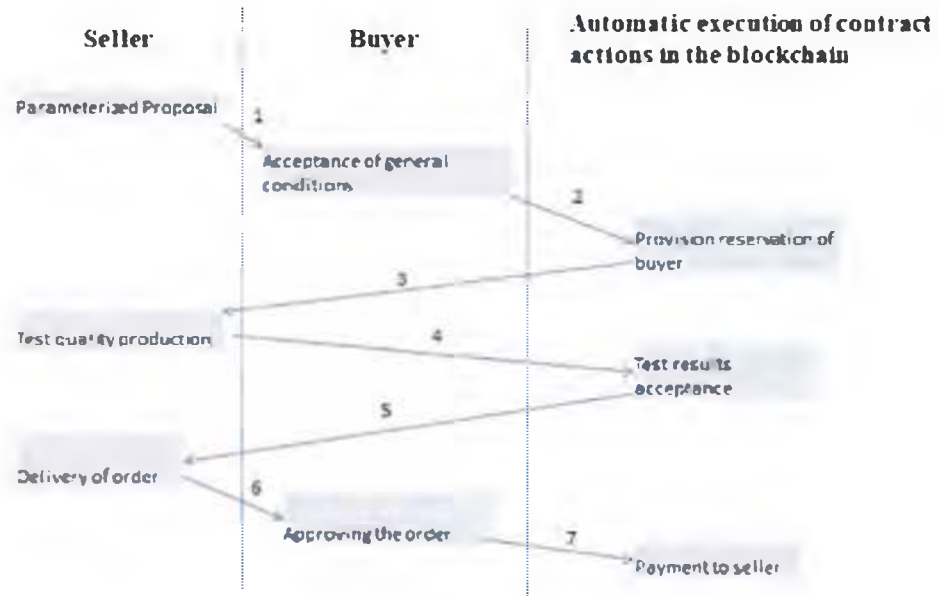 Seller
Buyer
Automatic execution of contract
actions in the blockchain
Parameterized Proposal
1
Acceptance of general
conditions
2
Provision reservation of
buyer
3
Test quality production
4
Test results
acceptance
5
Delivery of order
6
Approving the order
7
Payment to seller